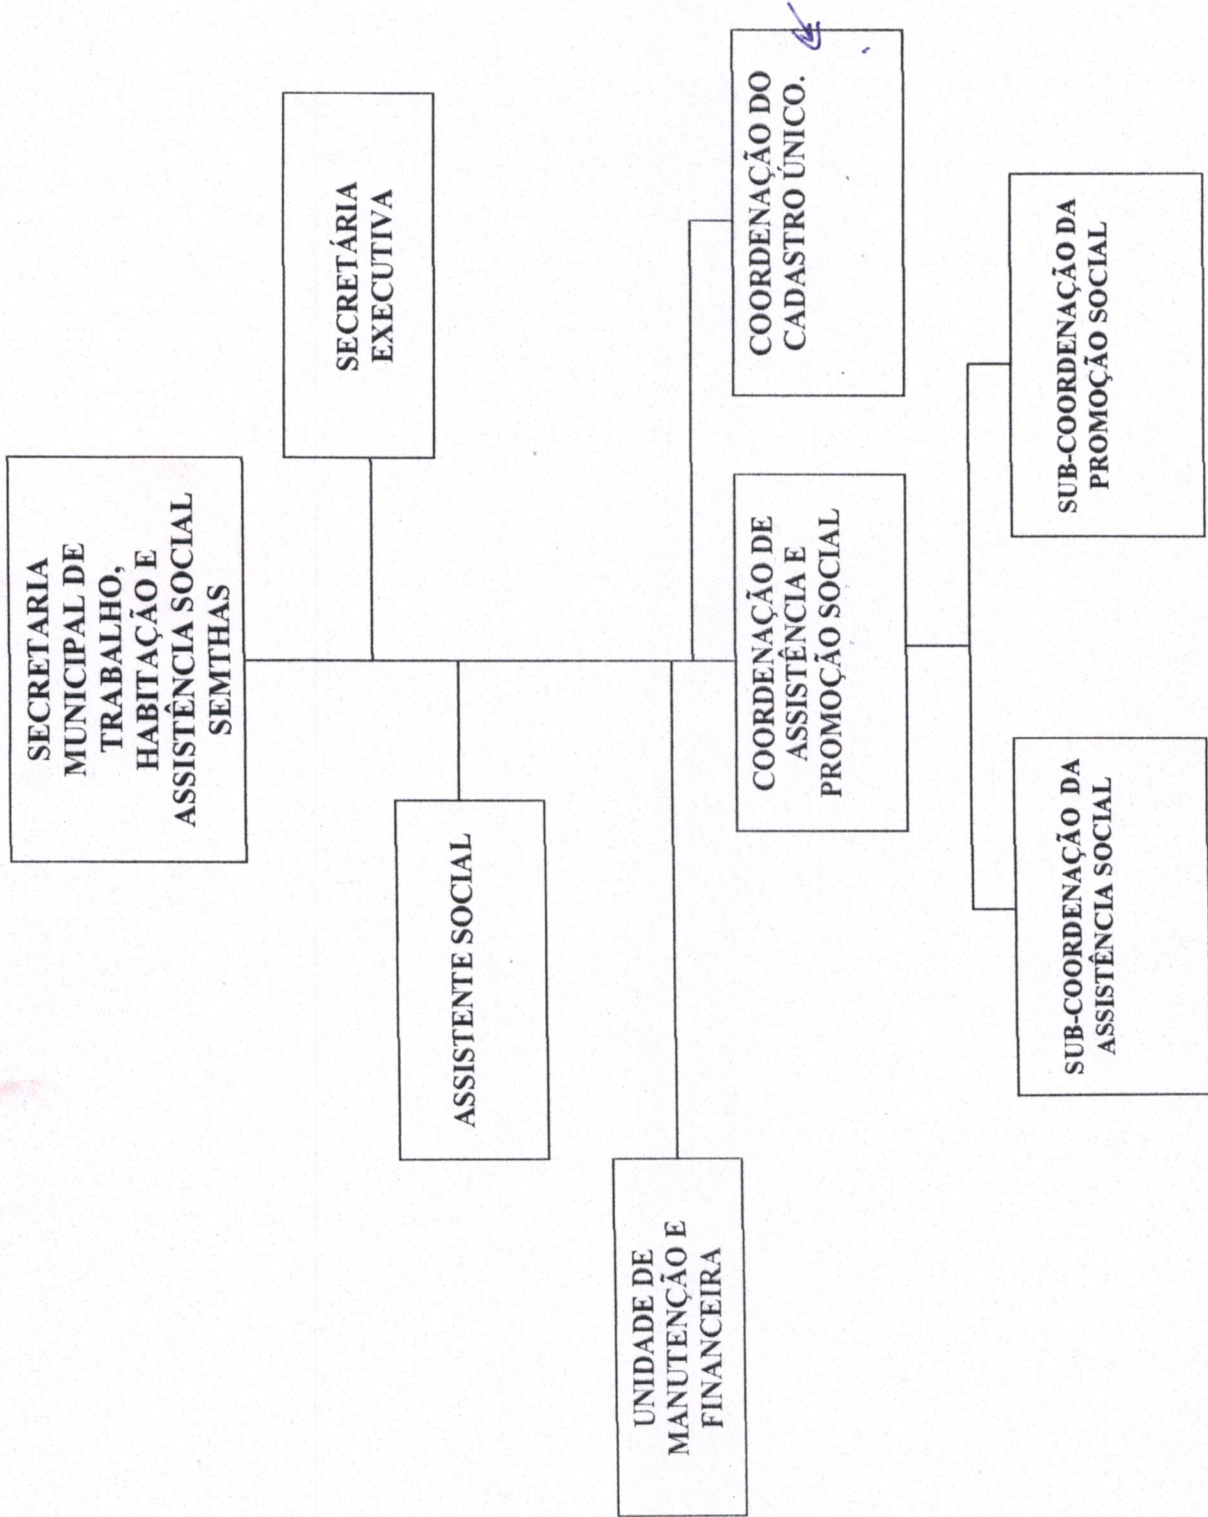 SECRETARIA
MUNICIPAL DE
TRABALHO,
HABITAÇÃO E
ASSISTÊNCIA SOCIAL
SEMTHAS
SECRETÁRIA
EXECUTIVA
ASSISTENTE SOCIAL
UNIDADE DE
MANUTENÇÃO E
FINANCEIRA
COORDENAÇÃO DE
ASSISTÊNCIA E
PROMOÇÃO SOCIAL
COORDENAÇÃO DO
CADASTRO ÚNICO.
SUB-COORDENAÇÃO DA
ASSISTÊNCIA SOCIAL
SUB-COORDENAÇÃO DA
PROMOÇÃO SOCIAL